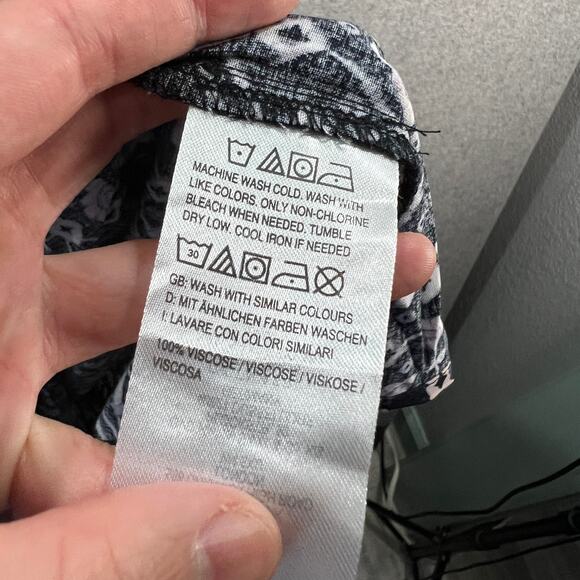 MACHINE WASH COLD. WASH WITH
LIKE COLORS. ONLY NON-CHLORINE
BLEACH WHEN NEEDED. TUMBLE
DRY LOW. COOL IRON IF NEEDED
30
GB: WASH WITH SIMILAR COLOURS
D: MIT ÄHNLICHEN FARBEN WASCHEN
I: LAVARE CON COLORI SIMILARI
100% VISCOSE / VISCOSE / VISKOSE /
VISCOSA